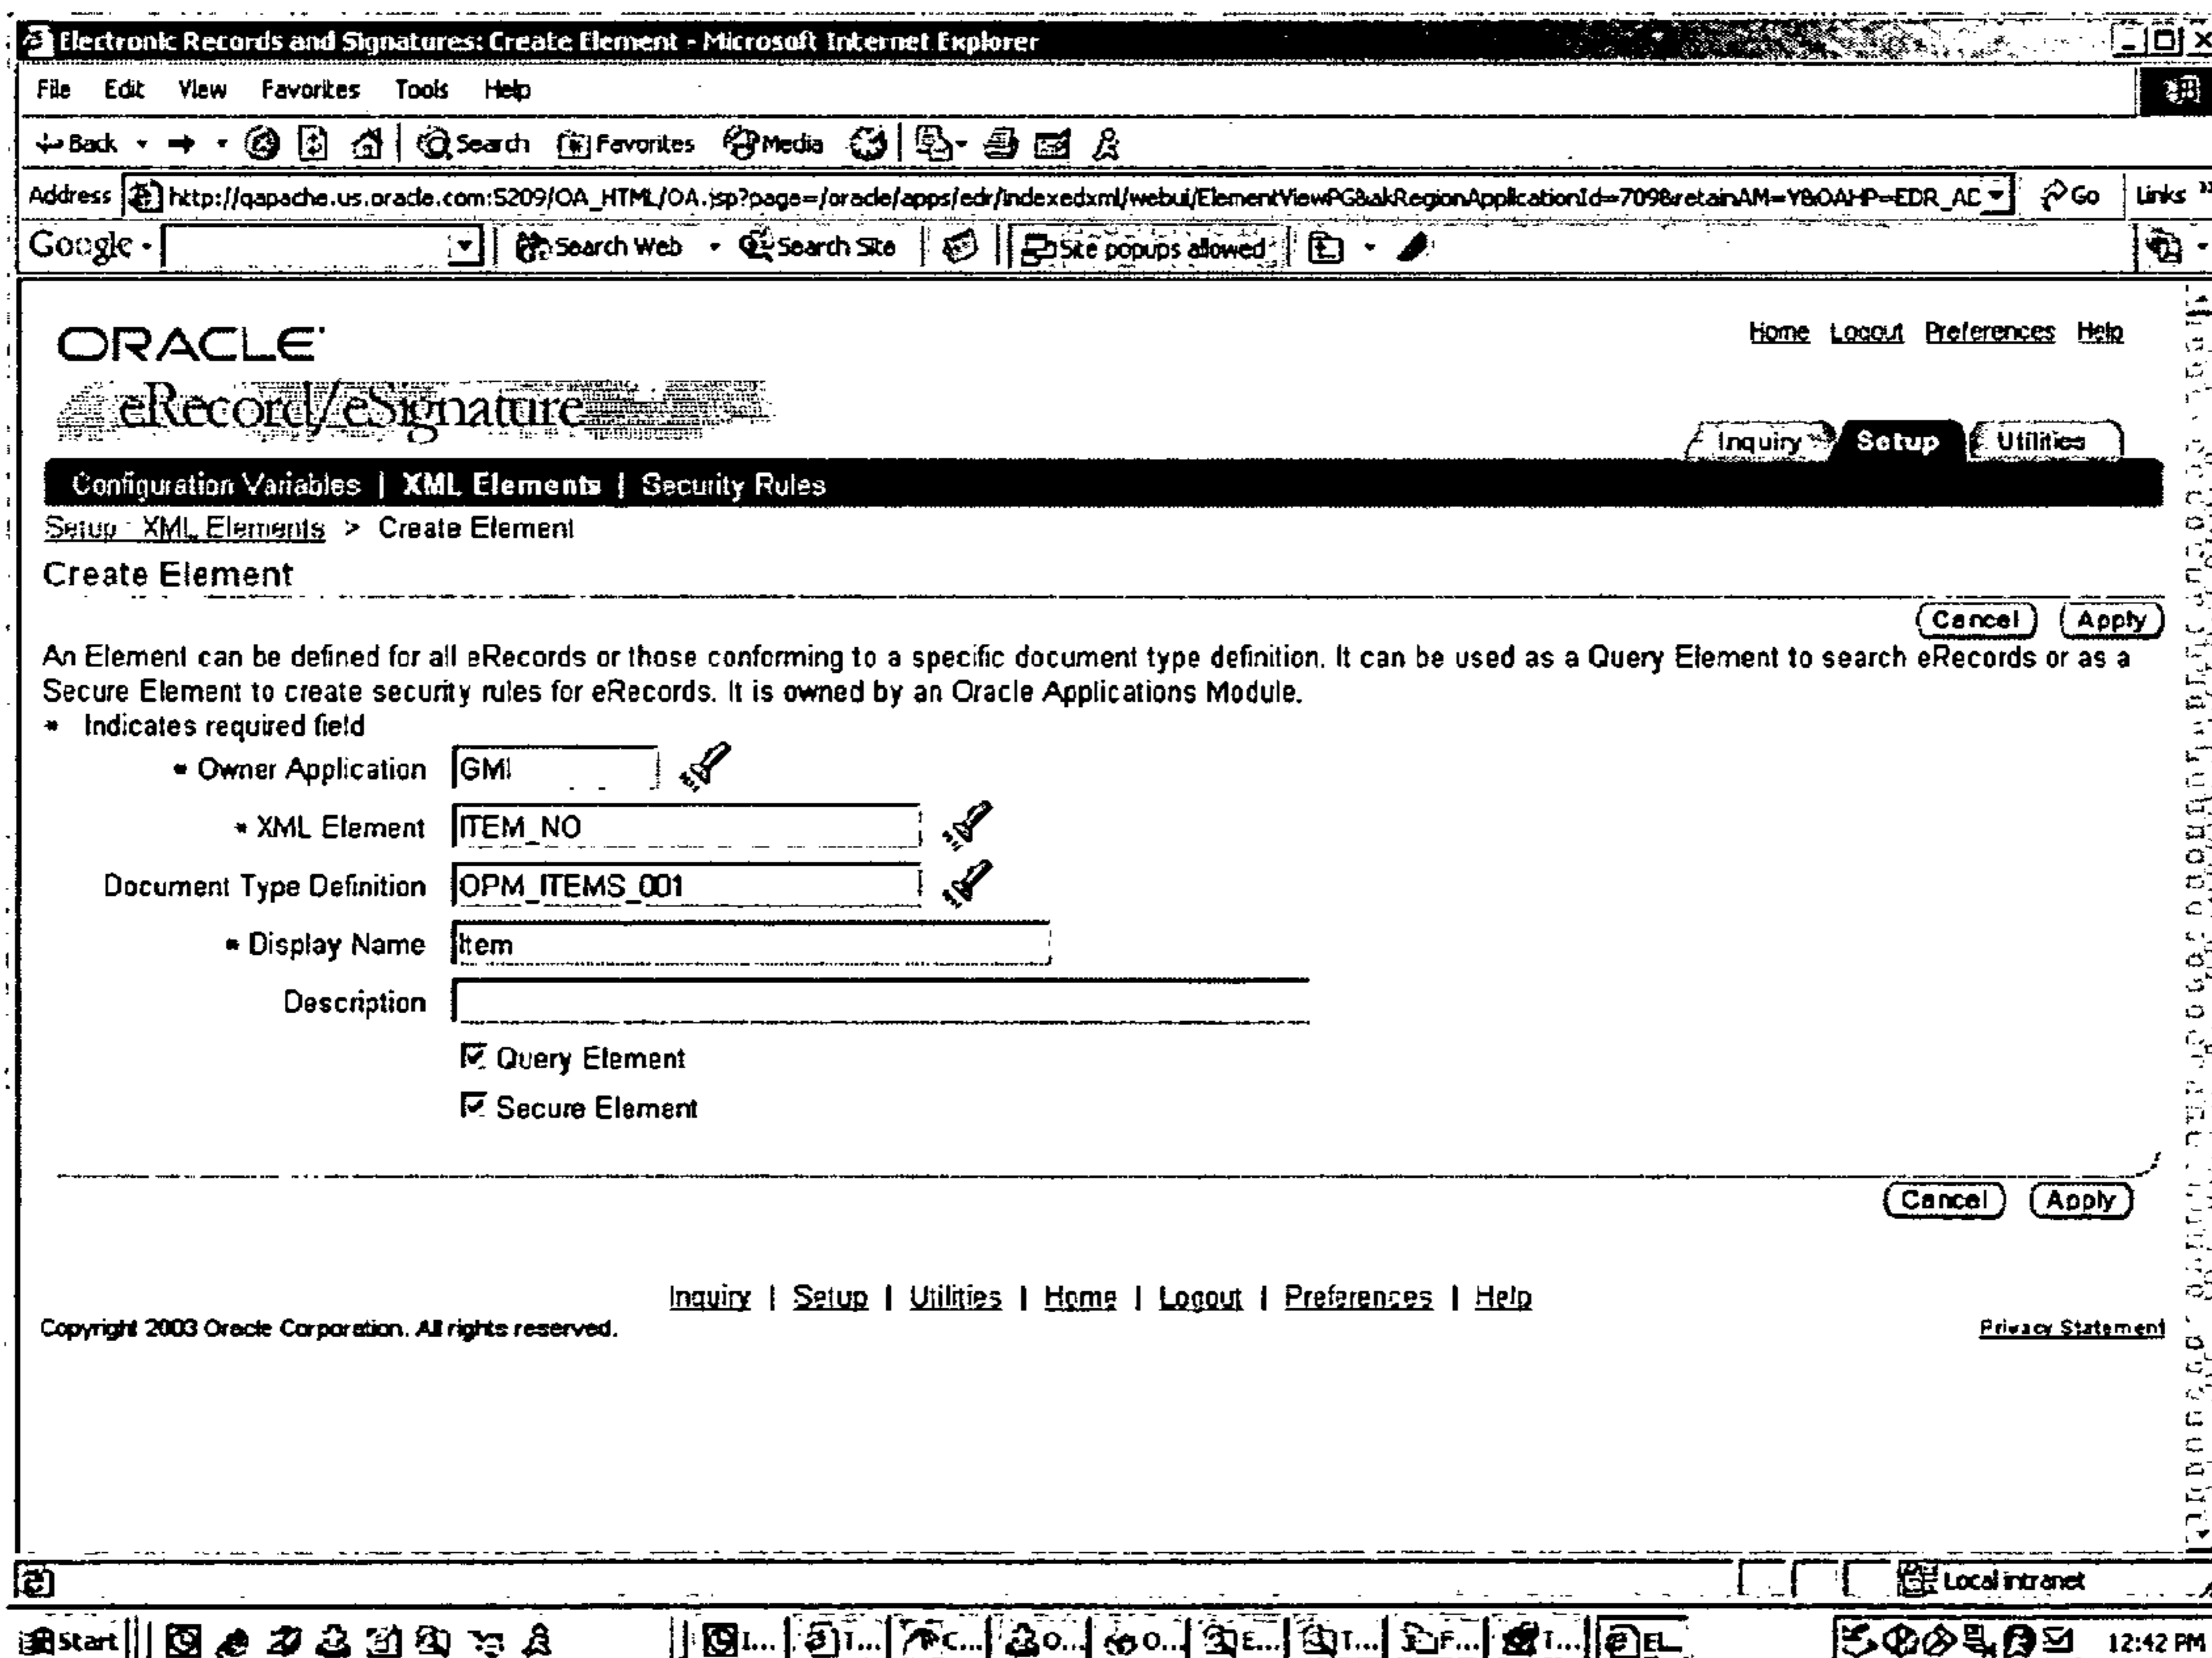 Electronic Records and Signatures: Create Element - Microsoft Internet Explorer
File Edit View Favorites Tools Help
Back Search Favorites Media
Address http://qapache.us.oracle.com:5209/OA_HTML/OA.jsp?page=/oracle/apps/edr/indexedxml/webui/ElementViewPG&akRegionApplicationId=709&retainAM=Y&OAHP=EDR_AD Go Links »
Google Search Web Search Site Site popups allowed
ORACLE
Home Logout Preferences Help
eRecord/eSignature
Inquiry Setup Utilities
Configuration Variables | XML Elements | Security Rules
Setup : XML Elements > Create Element
Create Element
Cancel Apply
An Element can be defined for all eRecords or those conforming to a specific document type definition. It can be used as a Query Element to search eRecords or as a
Secure Element to create security rules for eRecords. It is owned by an Oracle Applications Module.
* Indicates required field
* Owner Application GMI
* XML Element ITEM_NO
Document Type Definition OPM_ITEMS_001
* Display Name Item
Description
Query Element
Secure Element
Cancel Apply
Inquiry | Setup | Utilities | Home | Logout | Preferences | Help
Copyright 2003 Oracle Corporation. All rights reserved. Privacy Statement
Local intranet
Start I... T... C... O... O... E... T... F... T... 12:42 PM